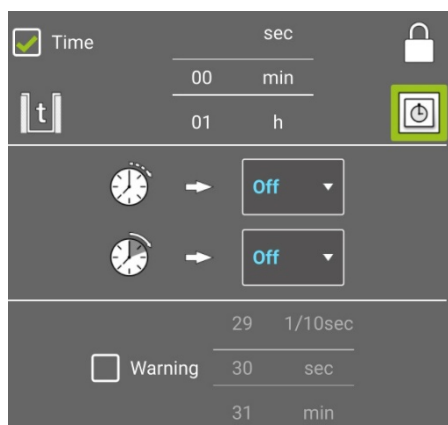 Time
sec
00 min
01 h
t
Off
Off
29 1/10sec
Warning 30 sec
31 min